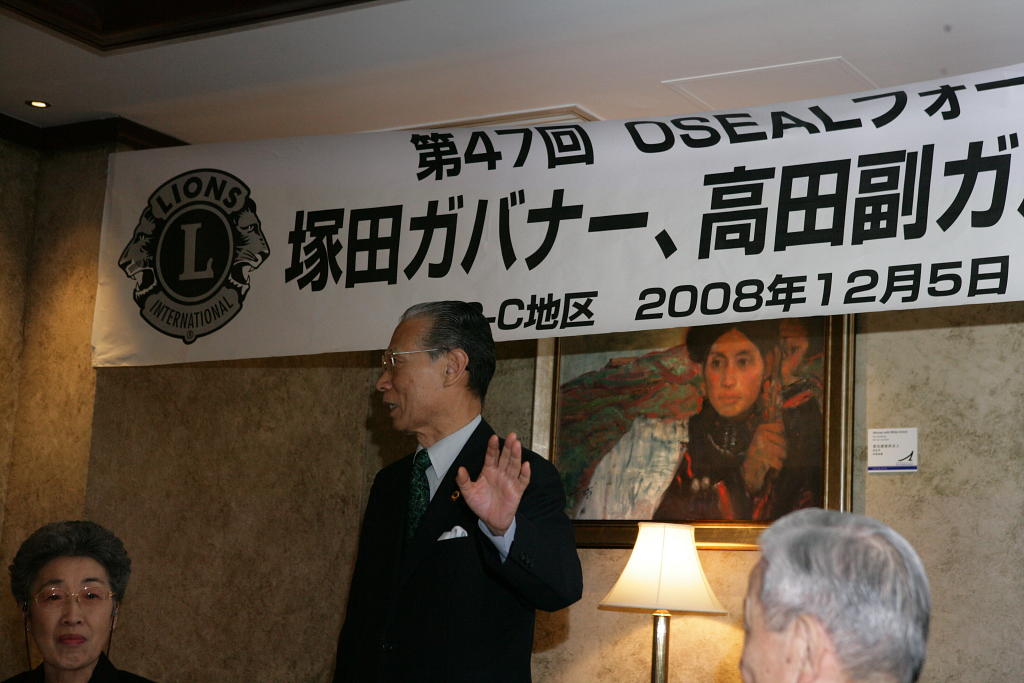 第47回 OSEALフォー
LIONS
L
INTERNATIONAL
®
塚田ガバナー、高田副ガバ
-C地区 2008年12月5日